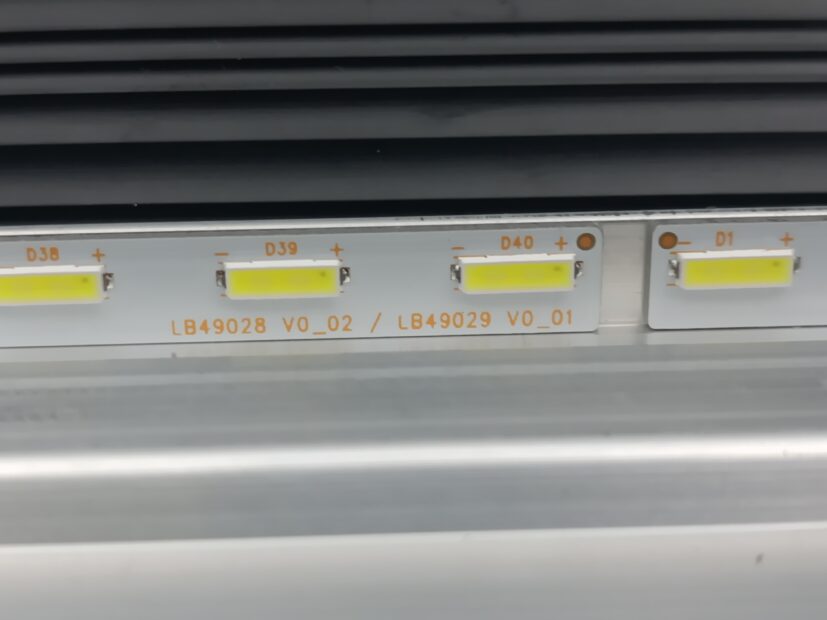 D38 + - D39 + - D40 + - D1 +
LB49028 V0_02 / LB49029 V0_01